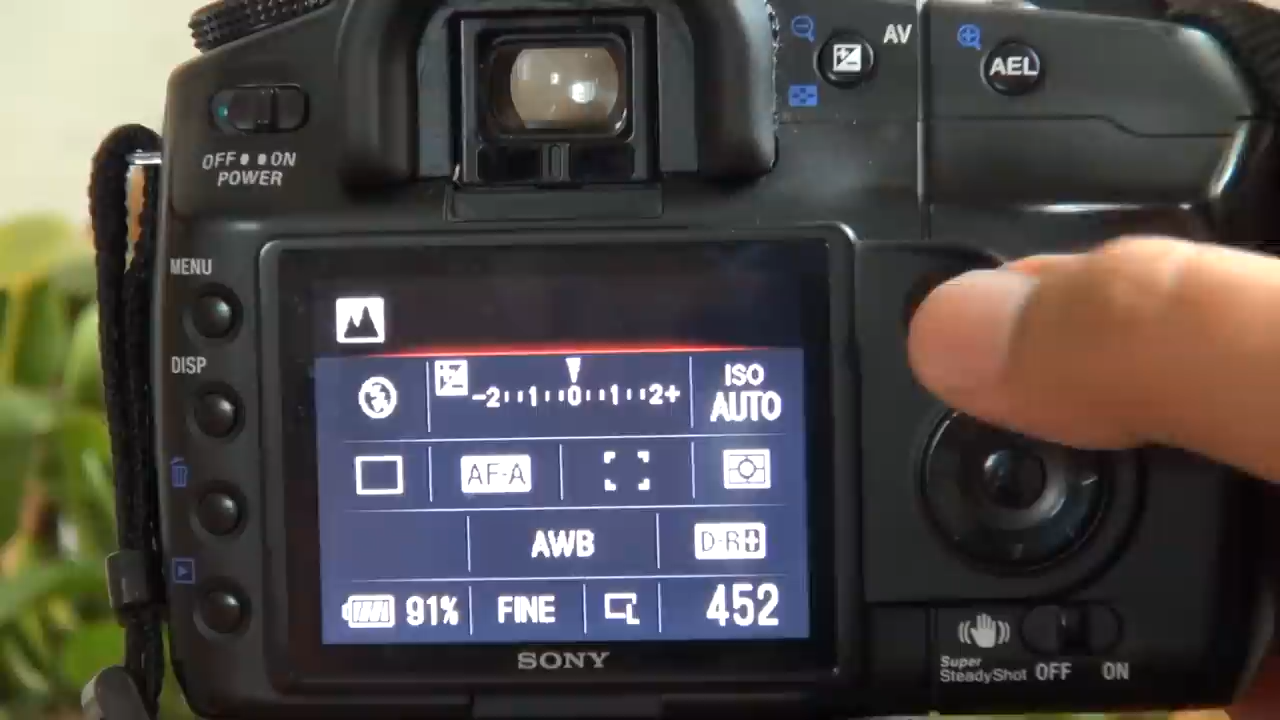 AV
AEL
OFF ON
POWER
MENU
DISP
-2 1 0 1 2+
ISO
AUTO
AF-A
AWB
D-R+
91% FINE L 452
SONY
Super
SteadyShot OFF ON